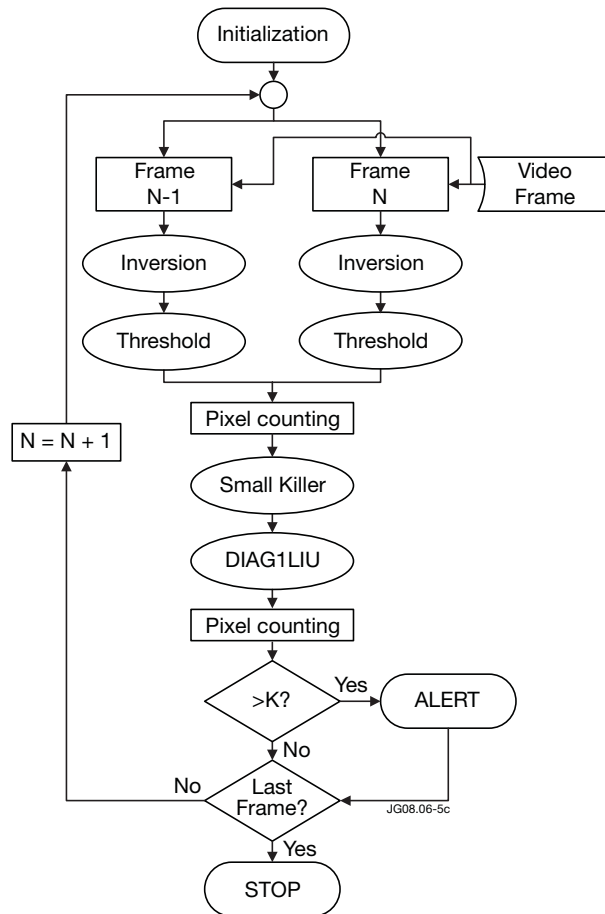 Initialization
Frame
N-1
Frame
N
Video
Frame
Inversion
Inversion
Threshold
Threshold
Pixel counting
N = N + 1
Small Killer
DIAG1LIU
Pixel counting
>K?
Yes
ALERT
No
No
Last
Frame?
JG08.06-5c
Yes
STOP